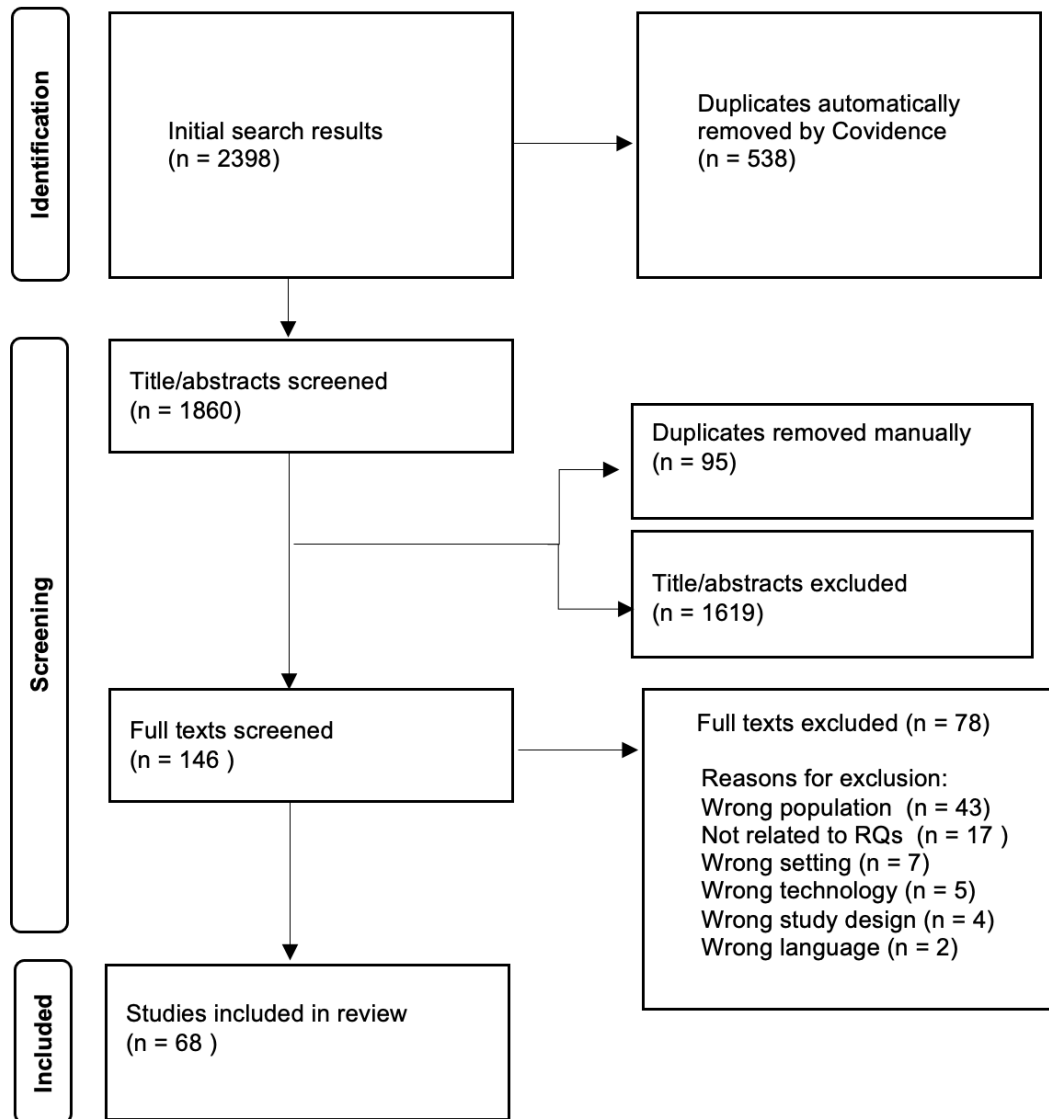 Identification
Initial search results
(n = 2398)
Duplicates automatically
removed by Covidence
(n = 538)
Screening
Title/abstracts screened
(n = 1860)
Duplicates removed manually
(n = 95)
Title/abstracts excluded
(n = 1619)
Full texts screened
(n = 146 )
Full texts excluded (n = 78)
Reasons for exclusion:
Wrong population  (n = 43)
Not related to RQs  (n = 17 )
Wrong setting (n = 7)
Wrong technology (n = 5)
Wrong study design (n = 4)
Wrong language (n = 2)
Included
Studies included in review
(n = 68 )